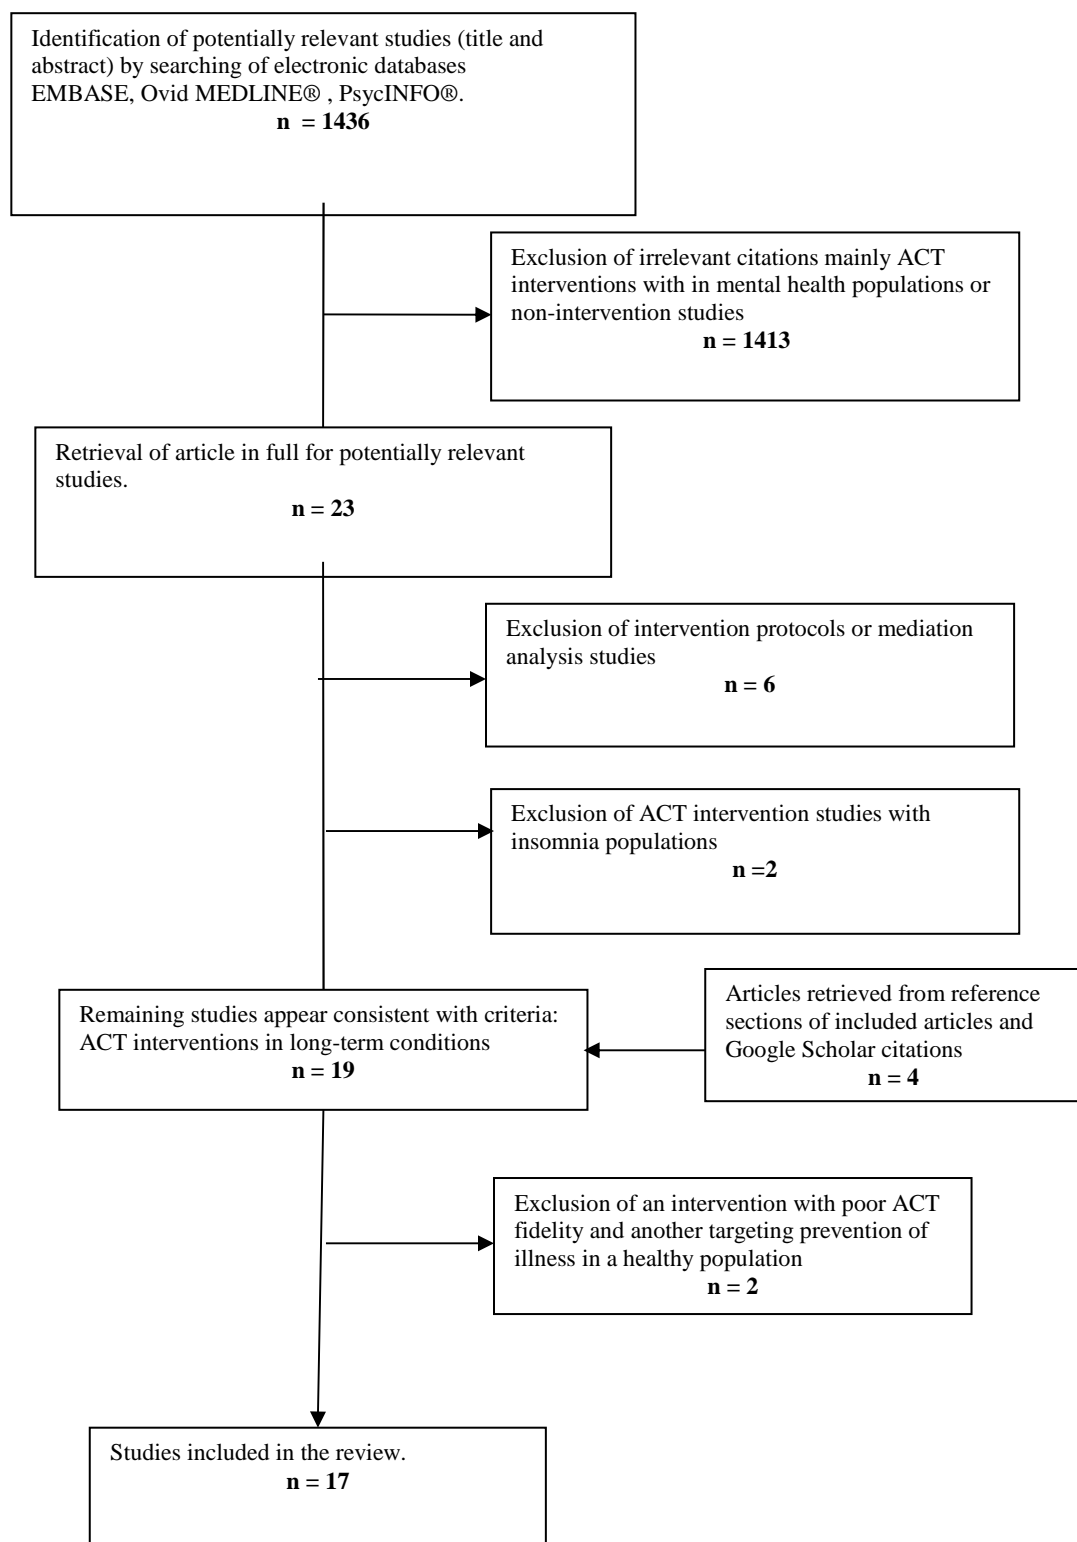 Identification of potentially relevant studies (title and
abstract) by searching of electronic databases
EMBASE, Ovid MEDLINE® , PsycINFO®.
n = 1436
Exclusion of irrelevant citations mainly ACT
interventions with in mental health populations or
non-intervention studies
n = 1413
Retrieval of article in full for potentially relevant
studies.
n = 23
Exclusion of intervention protocols or mediation
analysis studies
n = 6
Exclusion of ACT intervention studies with
insomnia populations
n =2
Remaining studies appear consistent with criteria:
ACT interventions in long-term conditions
n = 19
Articles retrieved from reference
sections of included articles and
Google Scholar citations
n = 4
Exclusion of an intervention with poor ACT
fidelity and another targeting prevention of
illness in a healthy population
n = 2
Studies included in the review.
n = 17